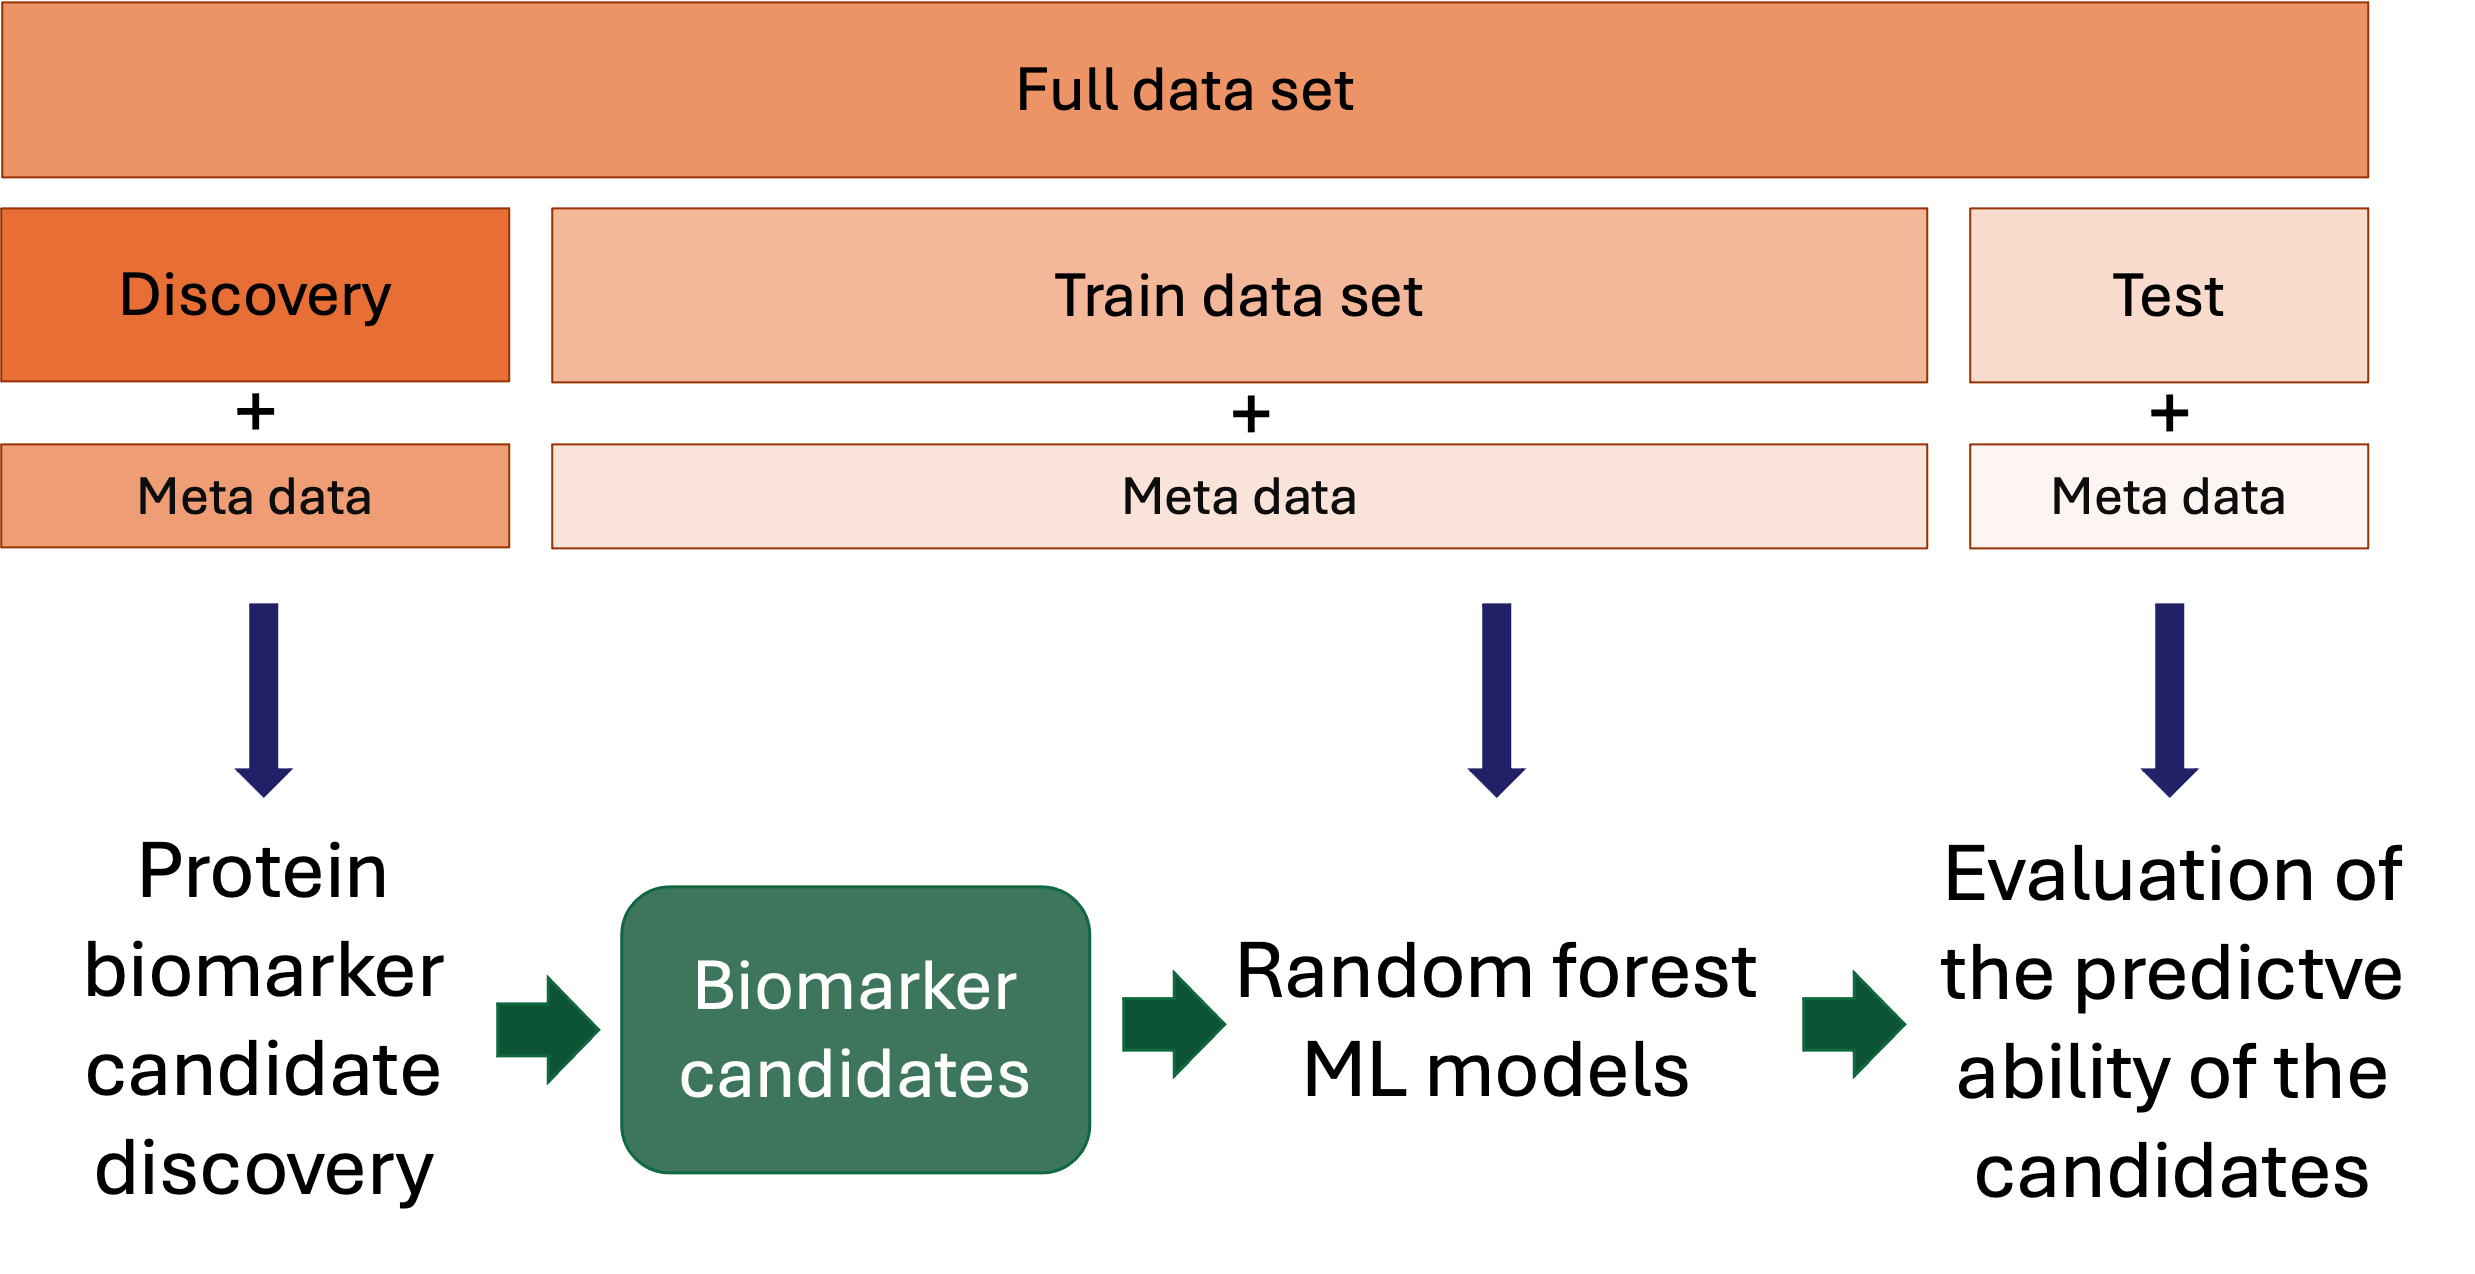 Full data set
Discovery
Train data set
Test
+
+
+
Meta data
Meta data
Meta data
Protein
biomarker
candidate
discovery
Biomarker
candidates
Random forest
ML models
Evaluation of
the predictve
ability of the
candidates